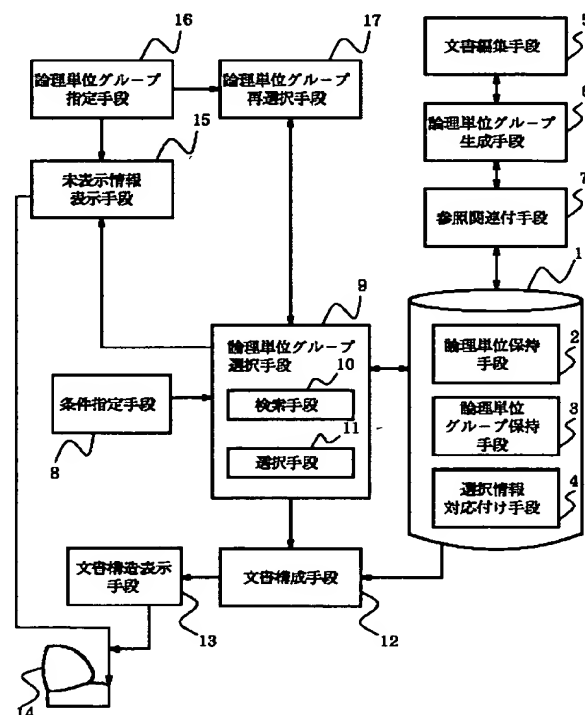 16
論理単位グループ
指定手段
17
論理単位グループ
再選択手段
5
文書編集手段
6
論理単位グループ
生成手段
15
未表示情報
表示手段
7
参照関連付手段
1
9
論理単位グループ
選択手段
10
検索手段
11
選択手段
8
条件指定手段
2
論理単位保持
手段
3
論理単位
グループ保持
手段
4
選択情報
対応付け手段
文書構造表示
手段
13
文書構成手段
12
14